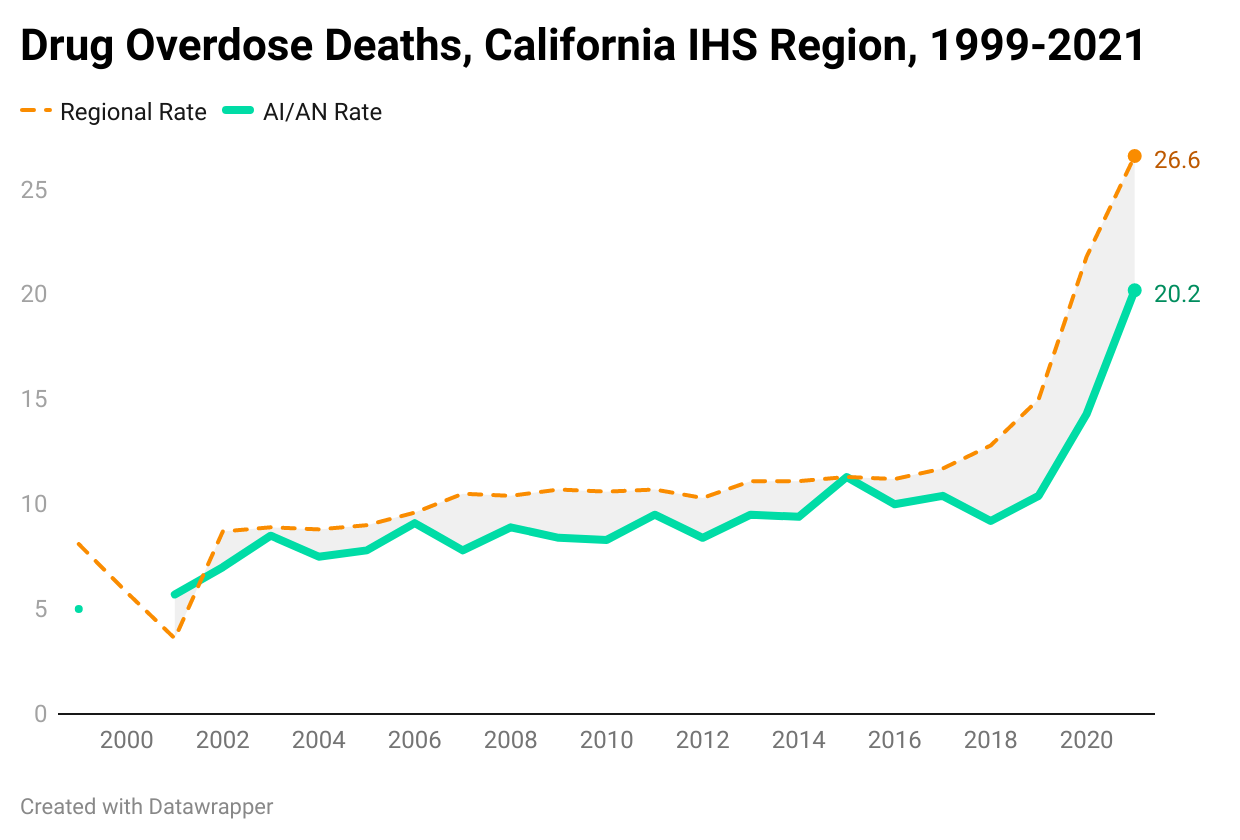 Drug Overdose Deaths, California IHS Region, 1999-2021
Regional Rate AI/AN Rate
26.6
25
20
20.2
15
10
5
0
2000 2002 2004 2006 2008 2010 2012 2014 2016 2018 2020
Created with Datawrapper